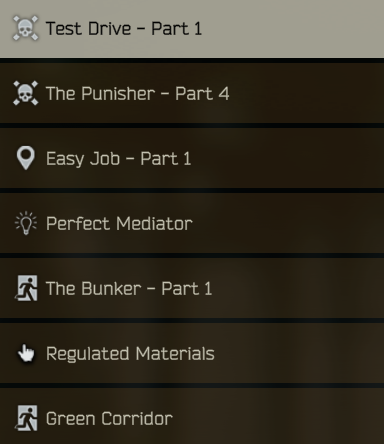 Test Drive – Part 1
The Punisher – Part 4
Easy Job – Part 1
Perfect Mediator
The Bunker – Part 1
Regulated Materials
Green Corridor